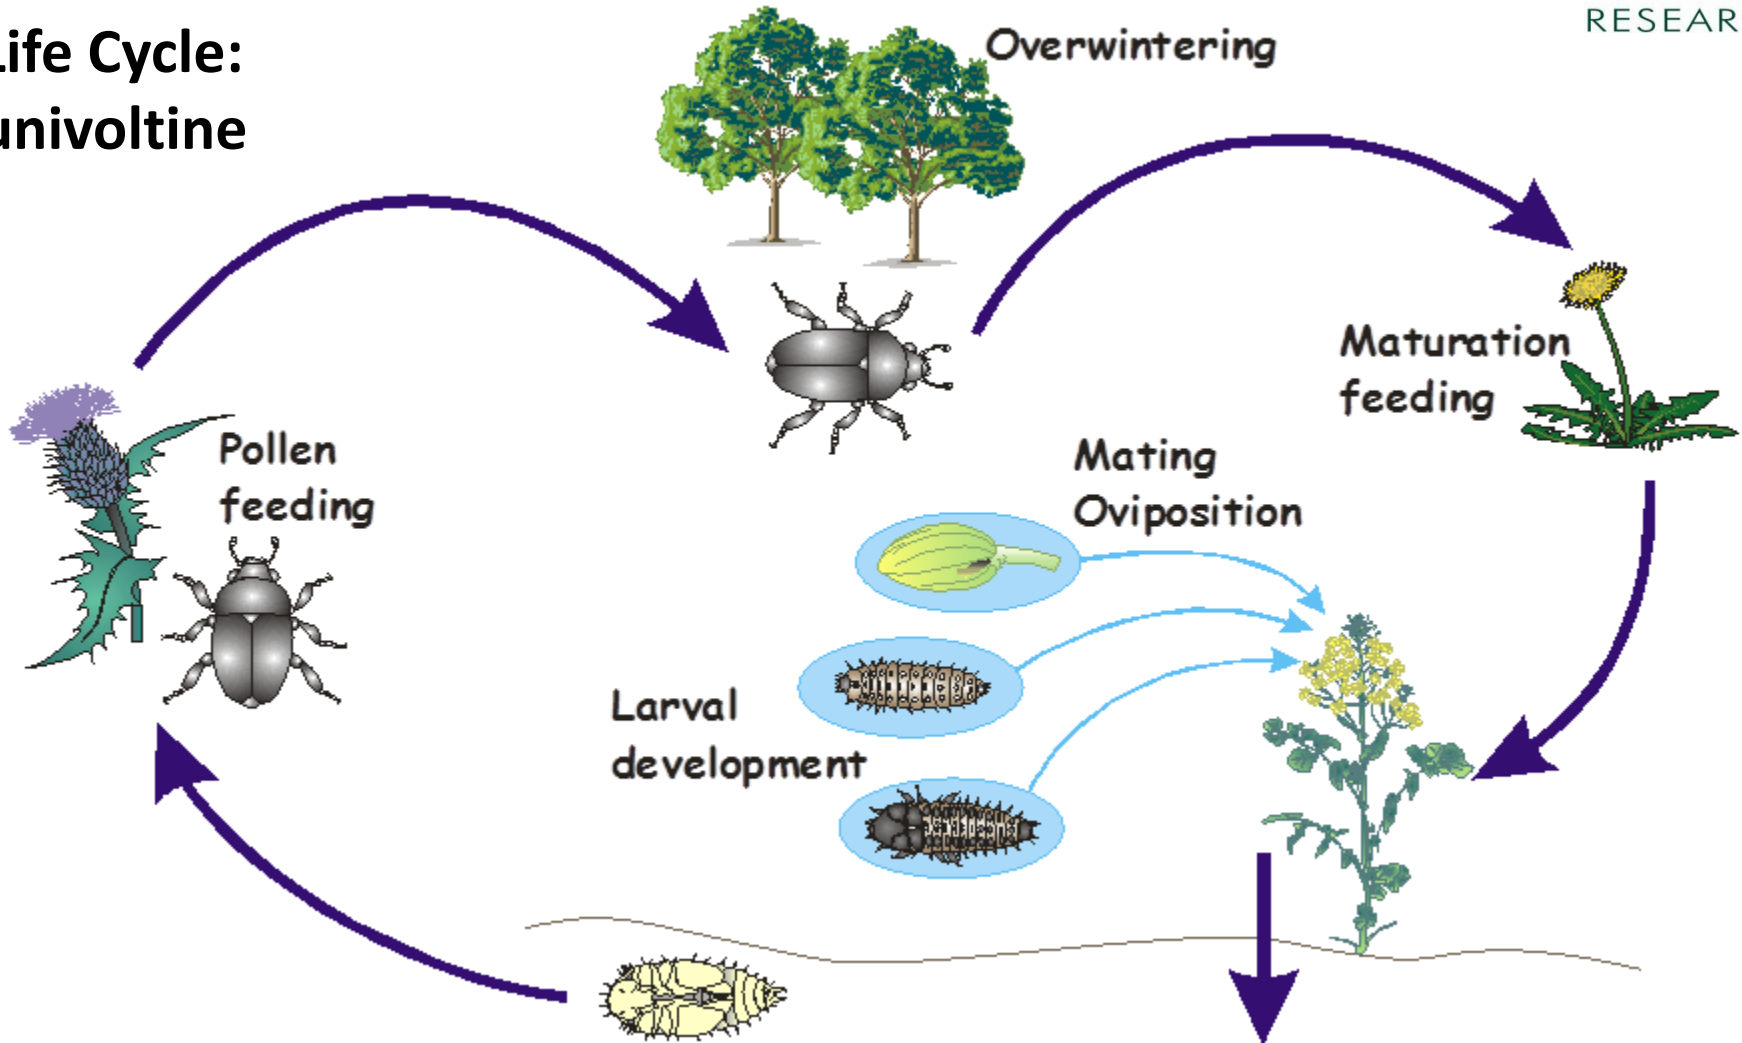 Life Cycle:
univoltine
RESEAR
Overwintering
Maturation
feeding
Pollen
feeding
Mating
Oviposition
Larval
development